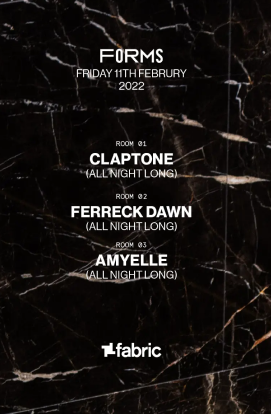 FORMS
FRIDAY 11TH FEBRURY
2022
ROOM 01
CLAPTONE
(ALL NIGHT LONG)
ROOM 02
FERRECK DAWN
(ALL NIGHT LONG)
ROOM 03
AMYELLE
(ALL NIGHT LONG)
fabric